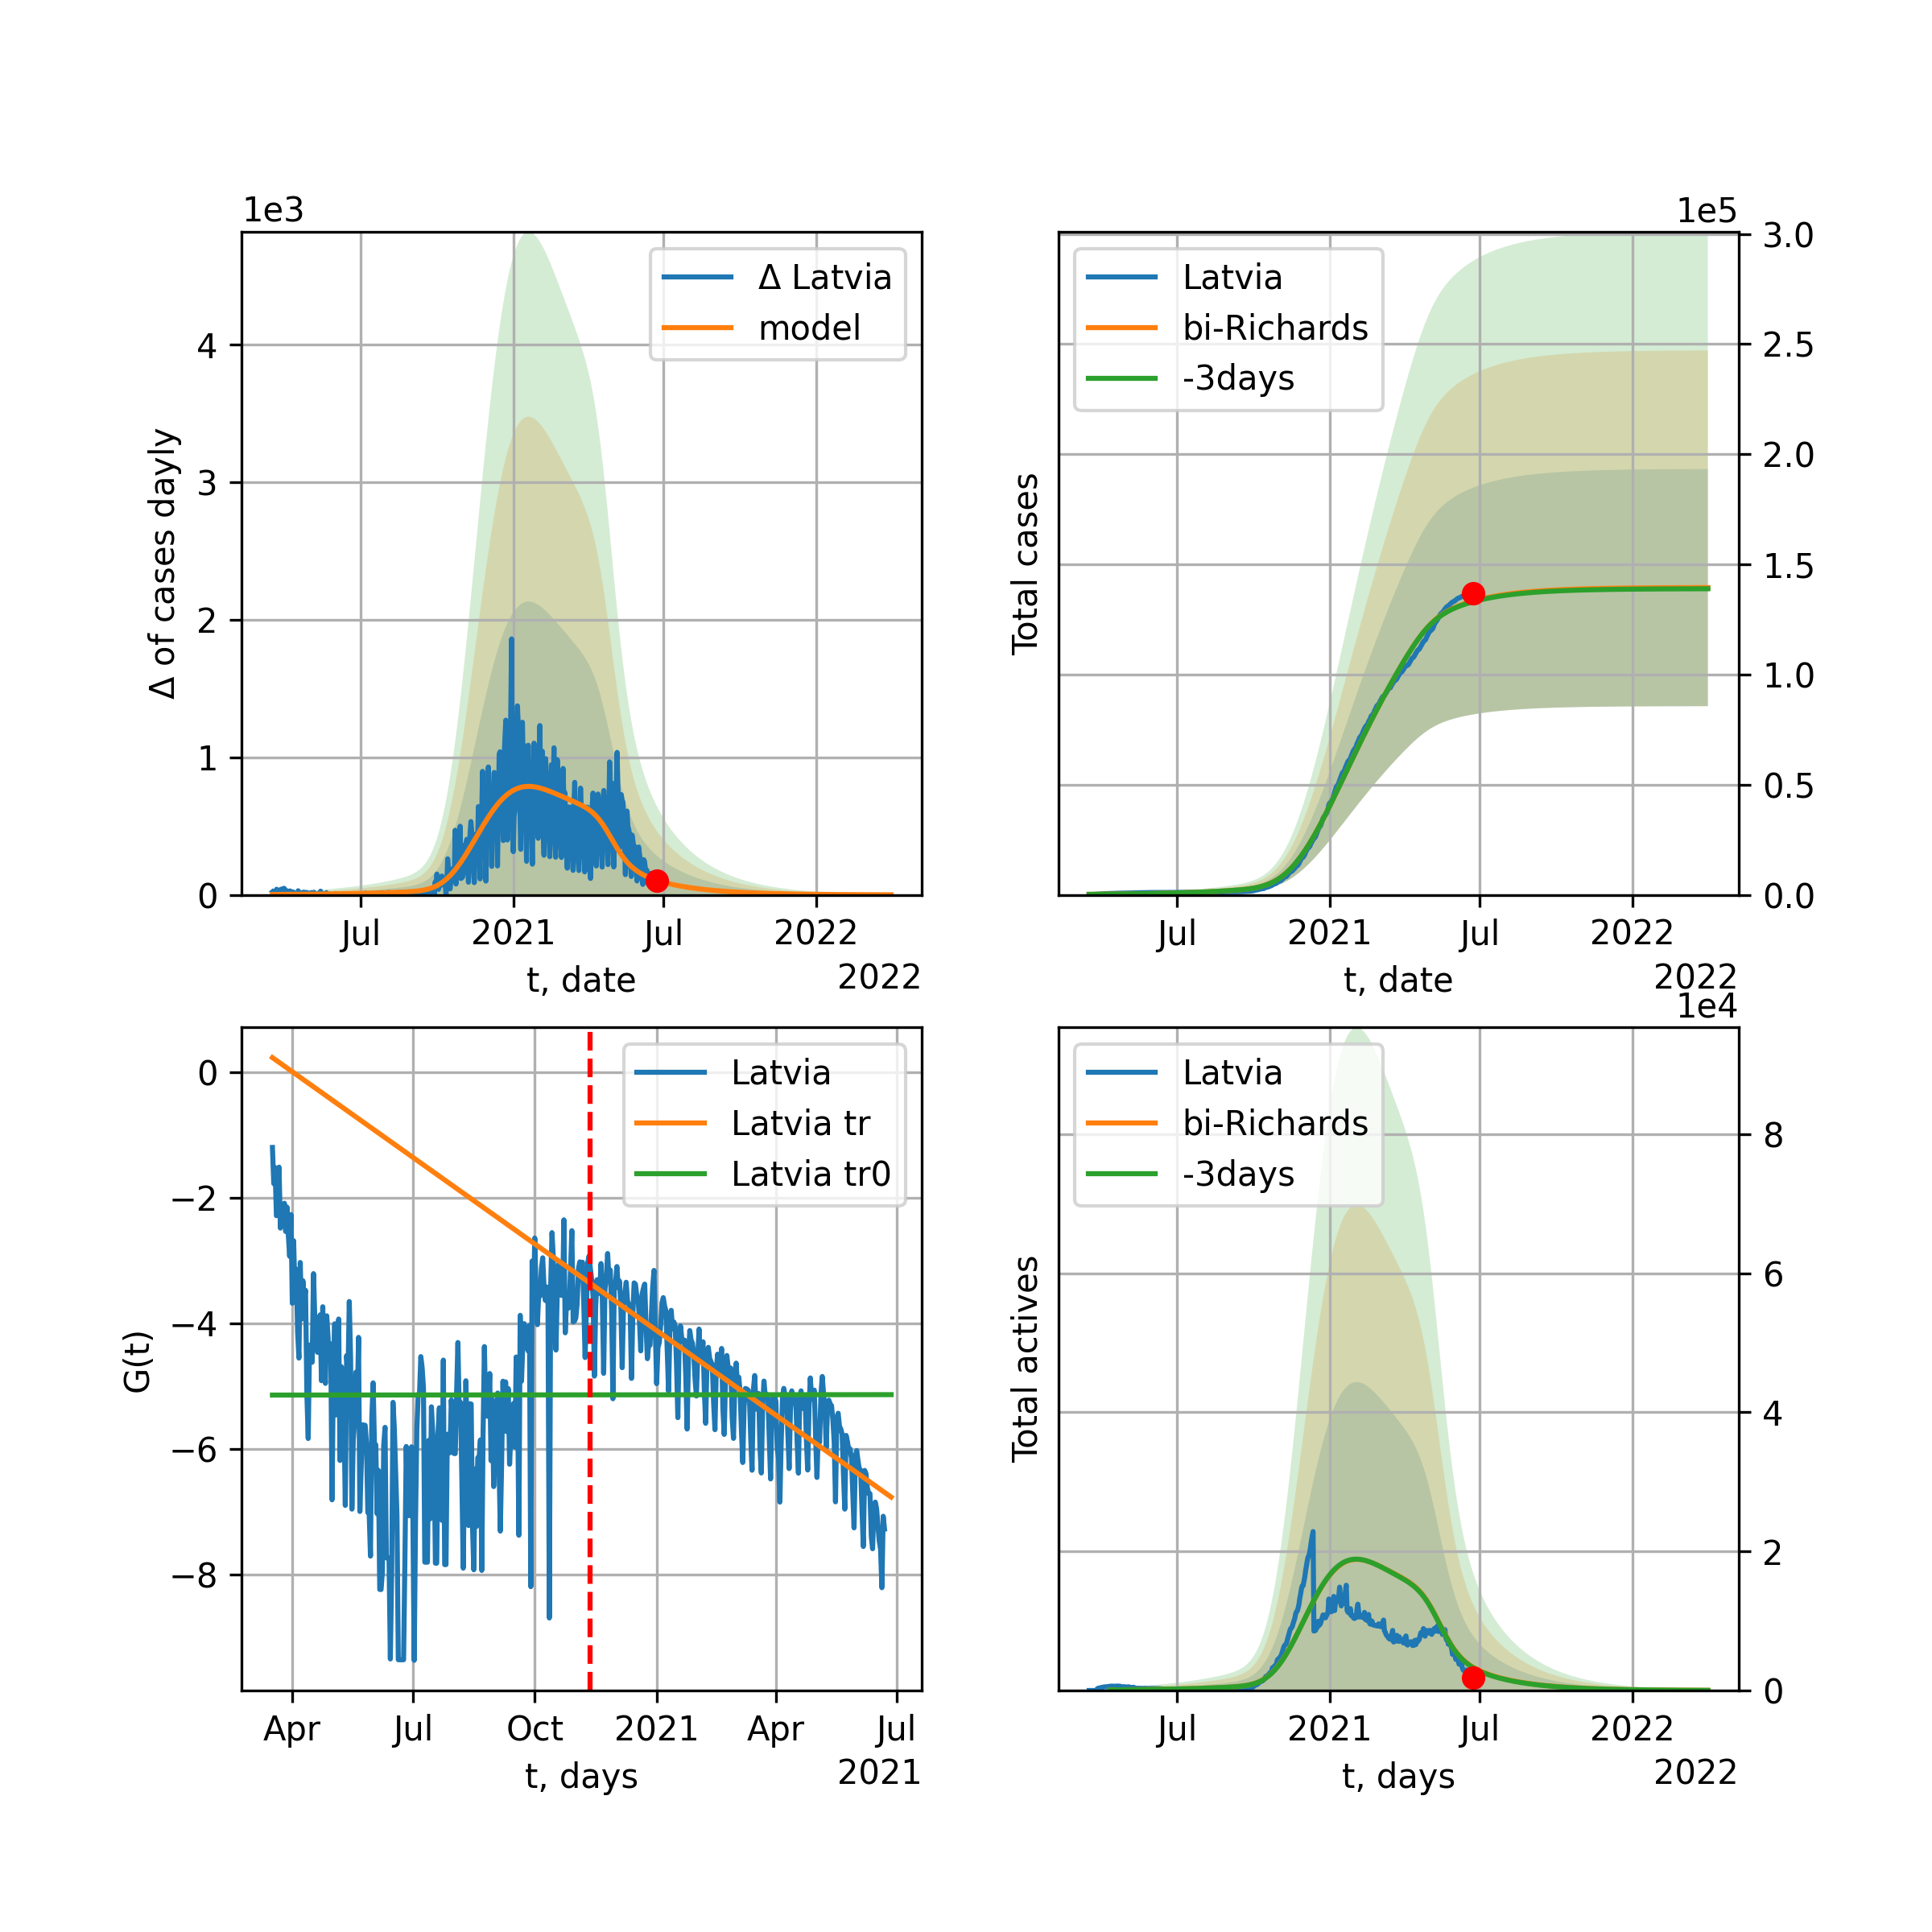 1e3
Δ of cases dayly
4
3
2
1
0
Δ Latvia
model
Jul
2021
Jul
2022
t, date
2022
1e5
Total cases
Latvia
bi-Richards
-3days
3.0
2.5
2.0
1.5
1.0
0.5
0.0
Jul
2021
Jul
2022
t, date
2022
G(t)
0
−2
−4
−6
−8
Latvia
Latvia tr
Latvia tr0
Apr
Jul
Oct
2021
Apr
Jul
t, days
2021
1e4
Total actives
Latvia
bi-Richards
-3days
8
6
4
2
0
Jul
2021
Jul
2022
t, days
2022